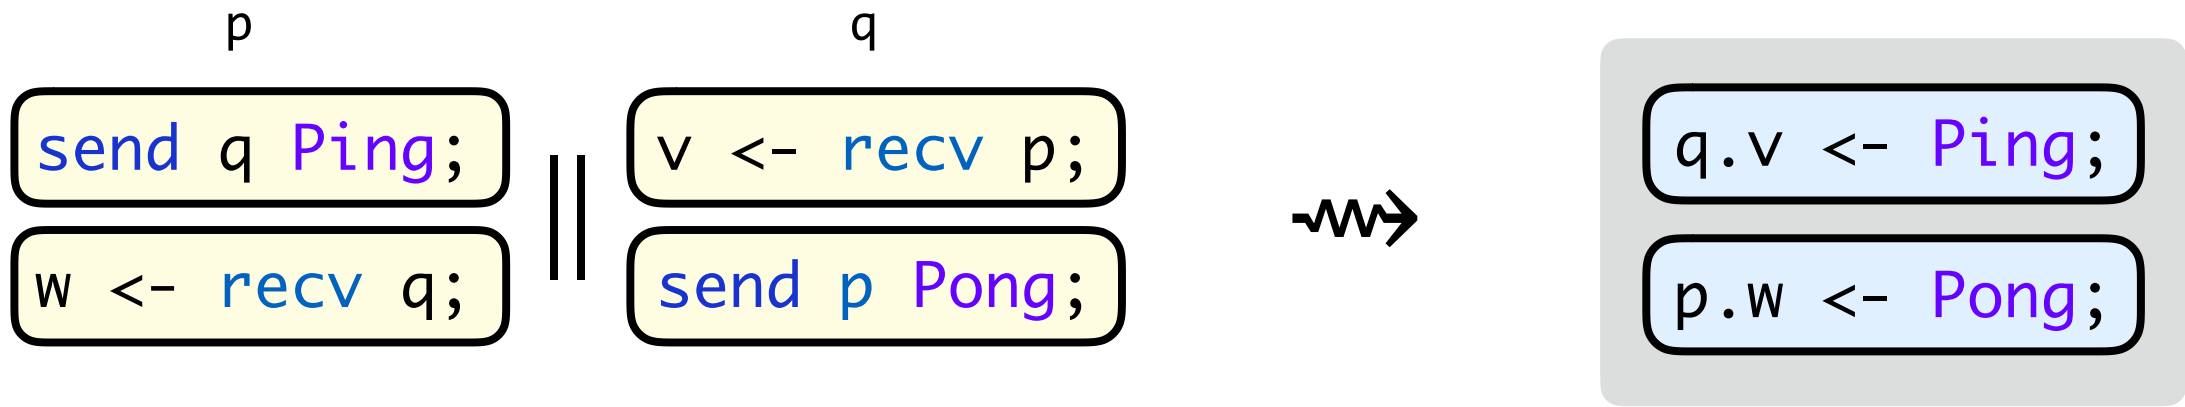 p
send q Ping;
w <- recv q;
q
v <- recv p;
send p Pong;
q.v <- Ping;
p.w <- Pong;